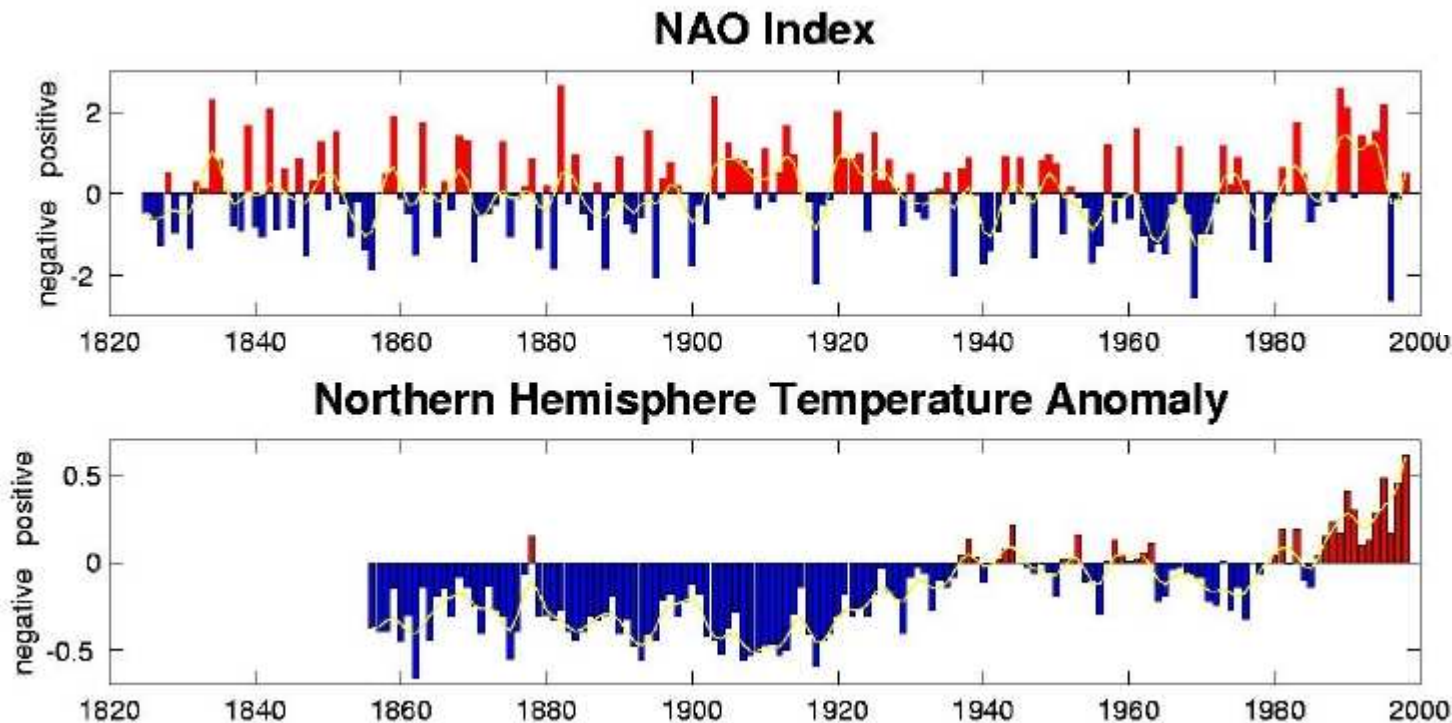 NAO Index
negative positive
2
0
-2
1820 1840 1860 1880 1900 1920 1940 1960 1980 2000
Northern Hemisphere Temperature Anomaly
negative positive
0.5
0
-0.5
1820 1840 1860 1880 1900 1920 1940 1960 1980 2000